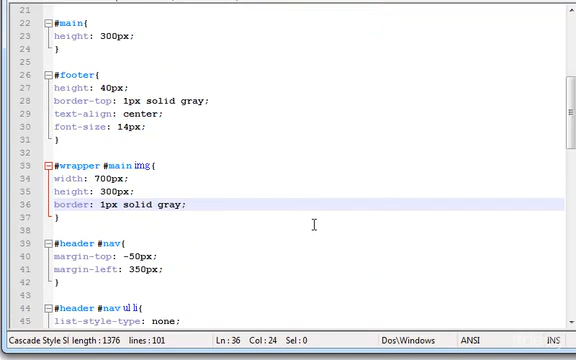 21
22 #main{
23 height: 300px;
24 }
25
26 #footer{
27 height: 40px;
28 border-top: 1px solid gray;
29 text-align: center;
30 font-size: 14px;
31 }
32
33 #wrapper #main img{
34 width: 700px;
35 height: 300px;
36 border: 1px solid gray;
37 }
38
39 #header #nav{
40 margin-top: -50px;
41 margin-left: 350px;
42 }
43
44 #header #nav ul li{
45 list-style-type: none;
Cascade Style Sl length : 1376 lines : 101 Ln : 36 Col : 24 Sel : 0 Dos\Windows ANSI INS